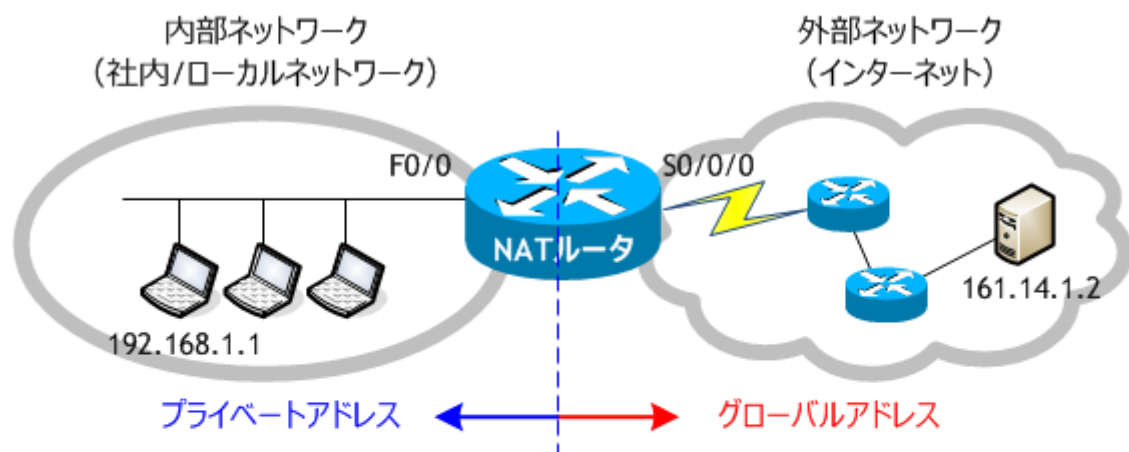 内部ネットワーク
（社内/ローカルネットワーク）
外部ネットワーク
（インターネット）
F0/0
S0/0/0
NATルータ
192.168.1.1
161.14.1.2
プライベートアドレス
グローバルアドレス